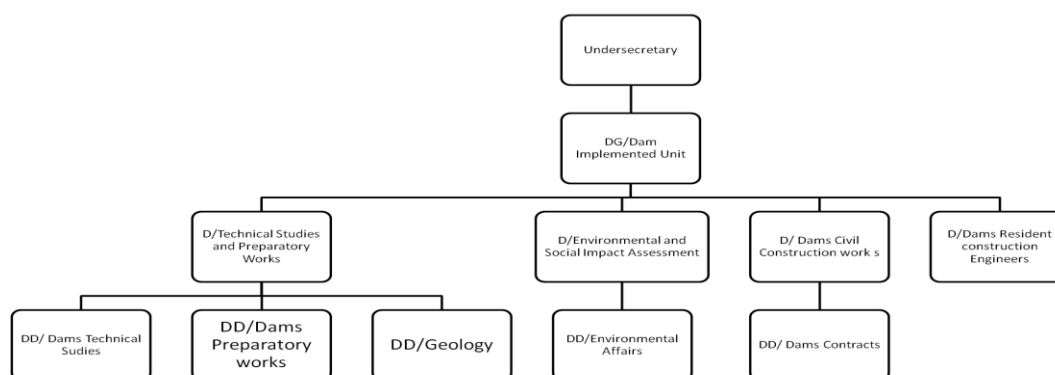 Undersecretary
DG/Dam
Implemented Unit
D/Technical Studies
and Preparatory
Works
D/Environmental and
Social Impact Assessment
D/ Dams Civil
Construction work s
D/Dams Resident
construction
Engineers
DD/ Dams Technical
Sudies
DD/Dams
Preparatory
works
DD/Geology
DD/Environmental
Affairs
DD/ Dams Contracts